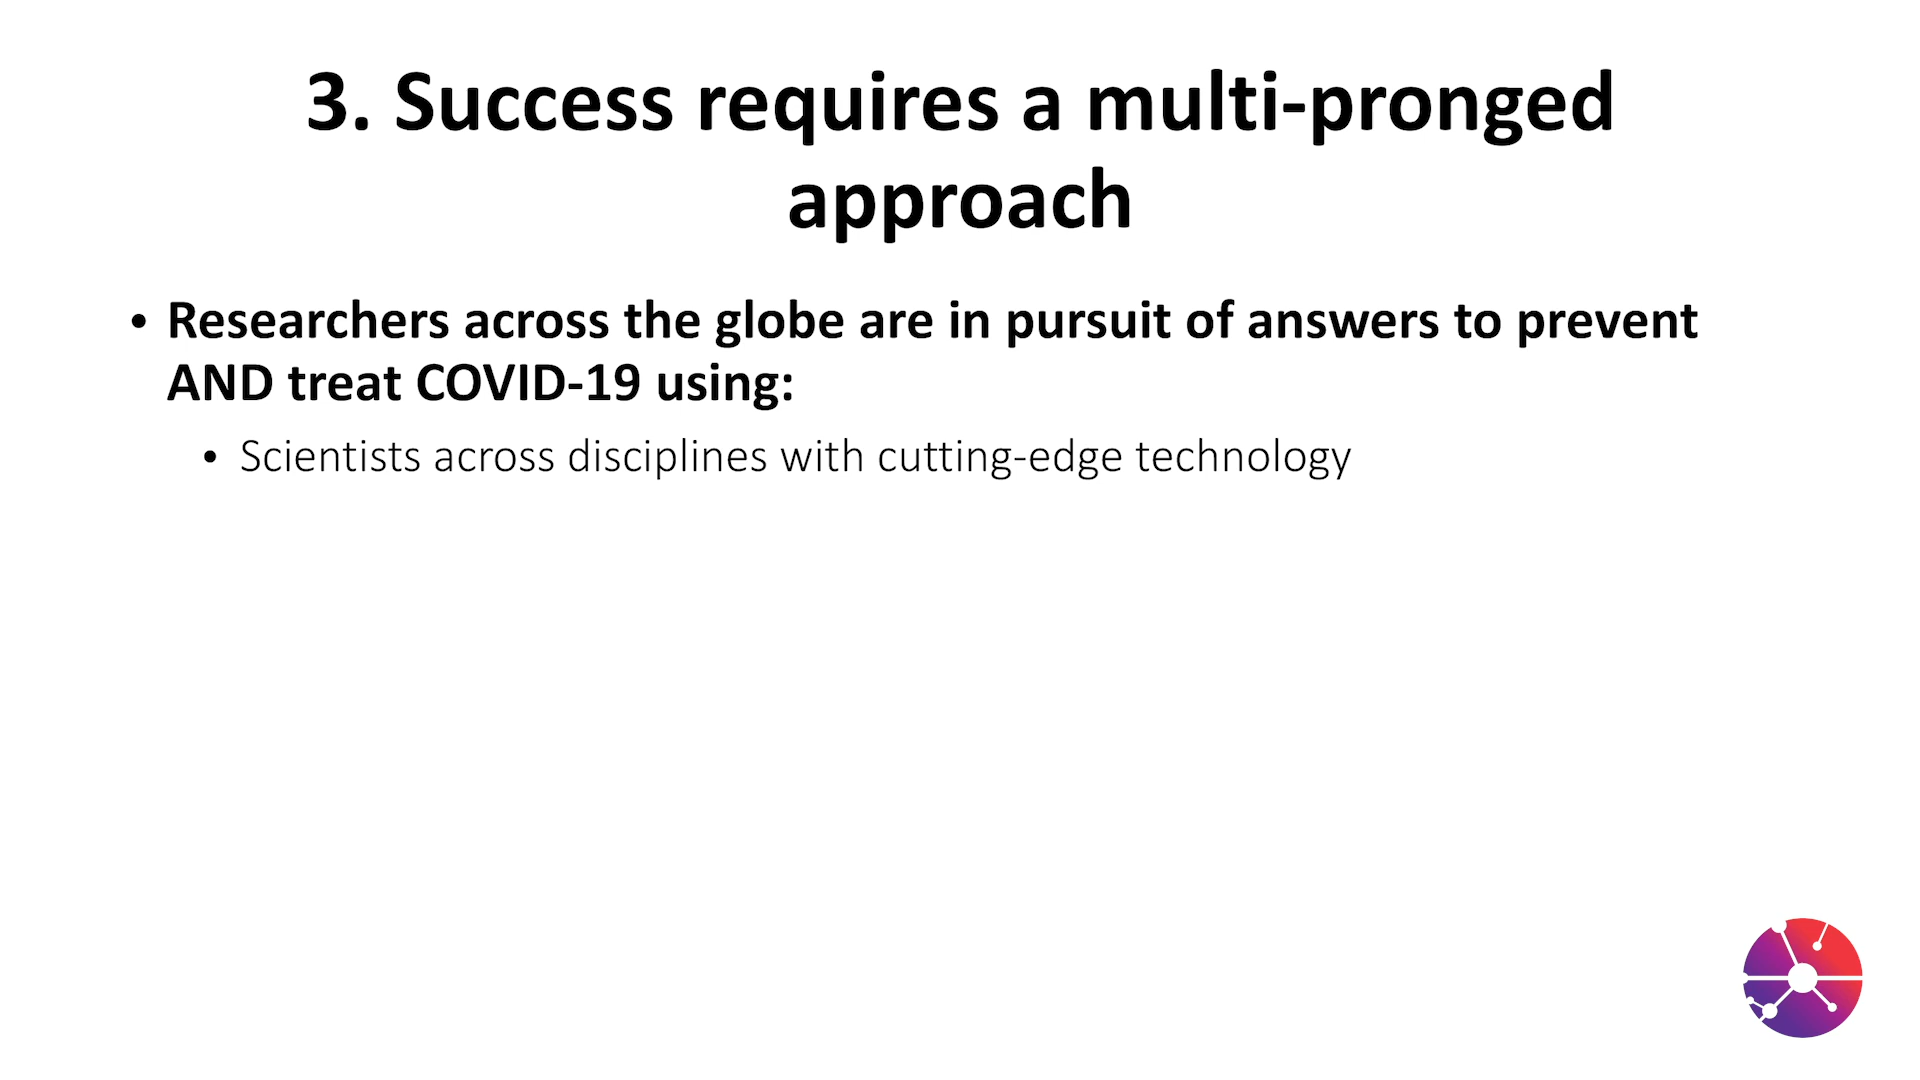 3. Success requires a multi-pronged
approach
• Researchers across the globe are in pursuit of answers to prevent
AND treat COVID-19 using:
• Scientists across disciplines with cutting-edge technology